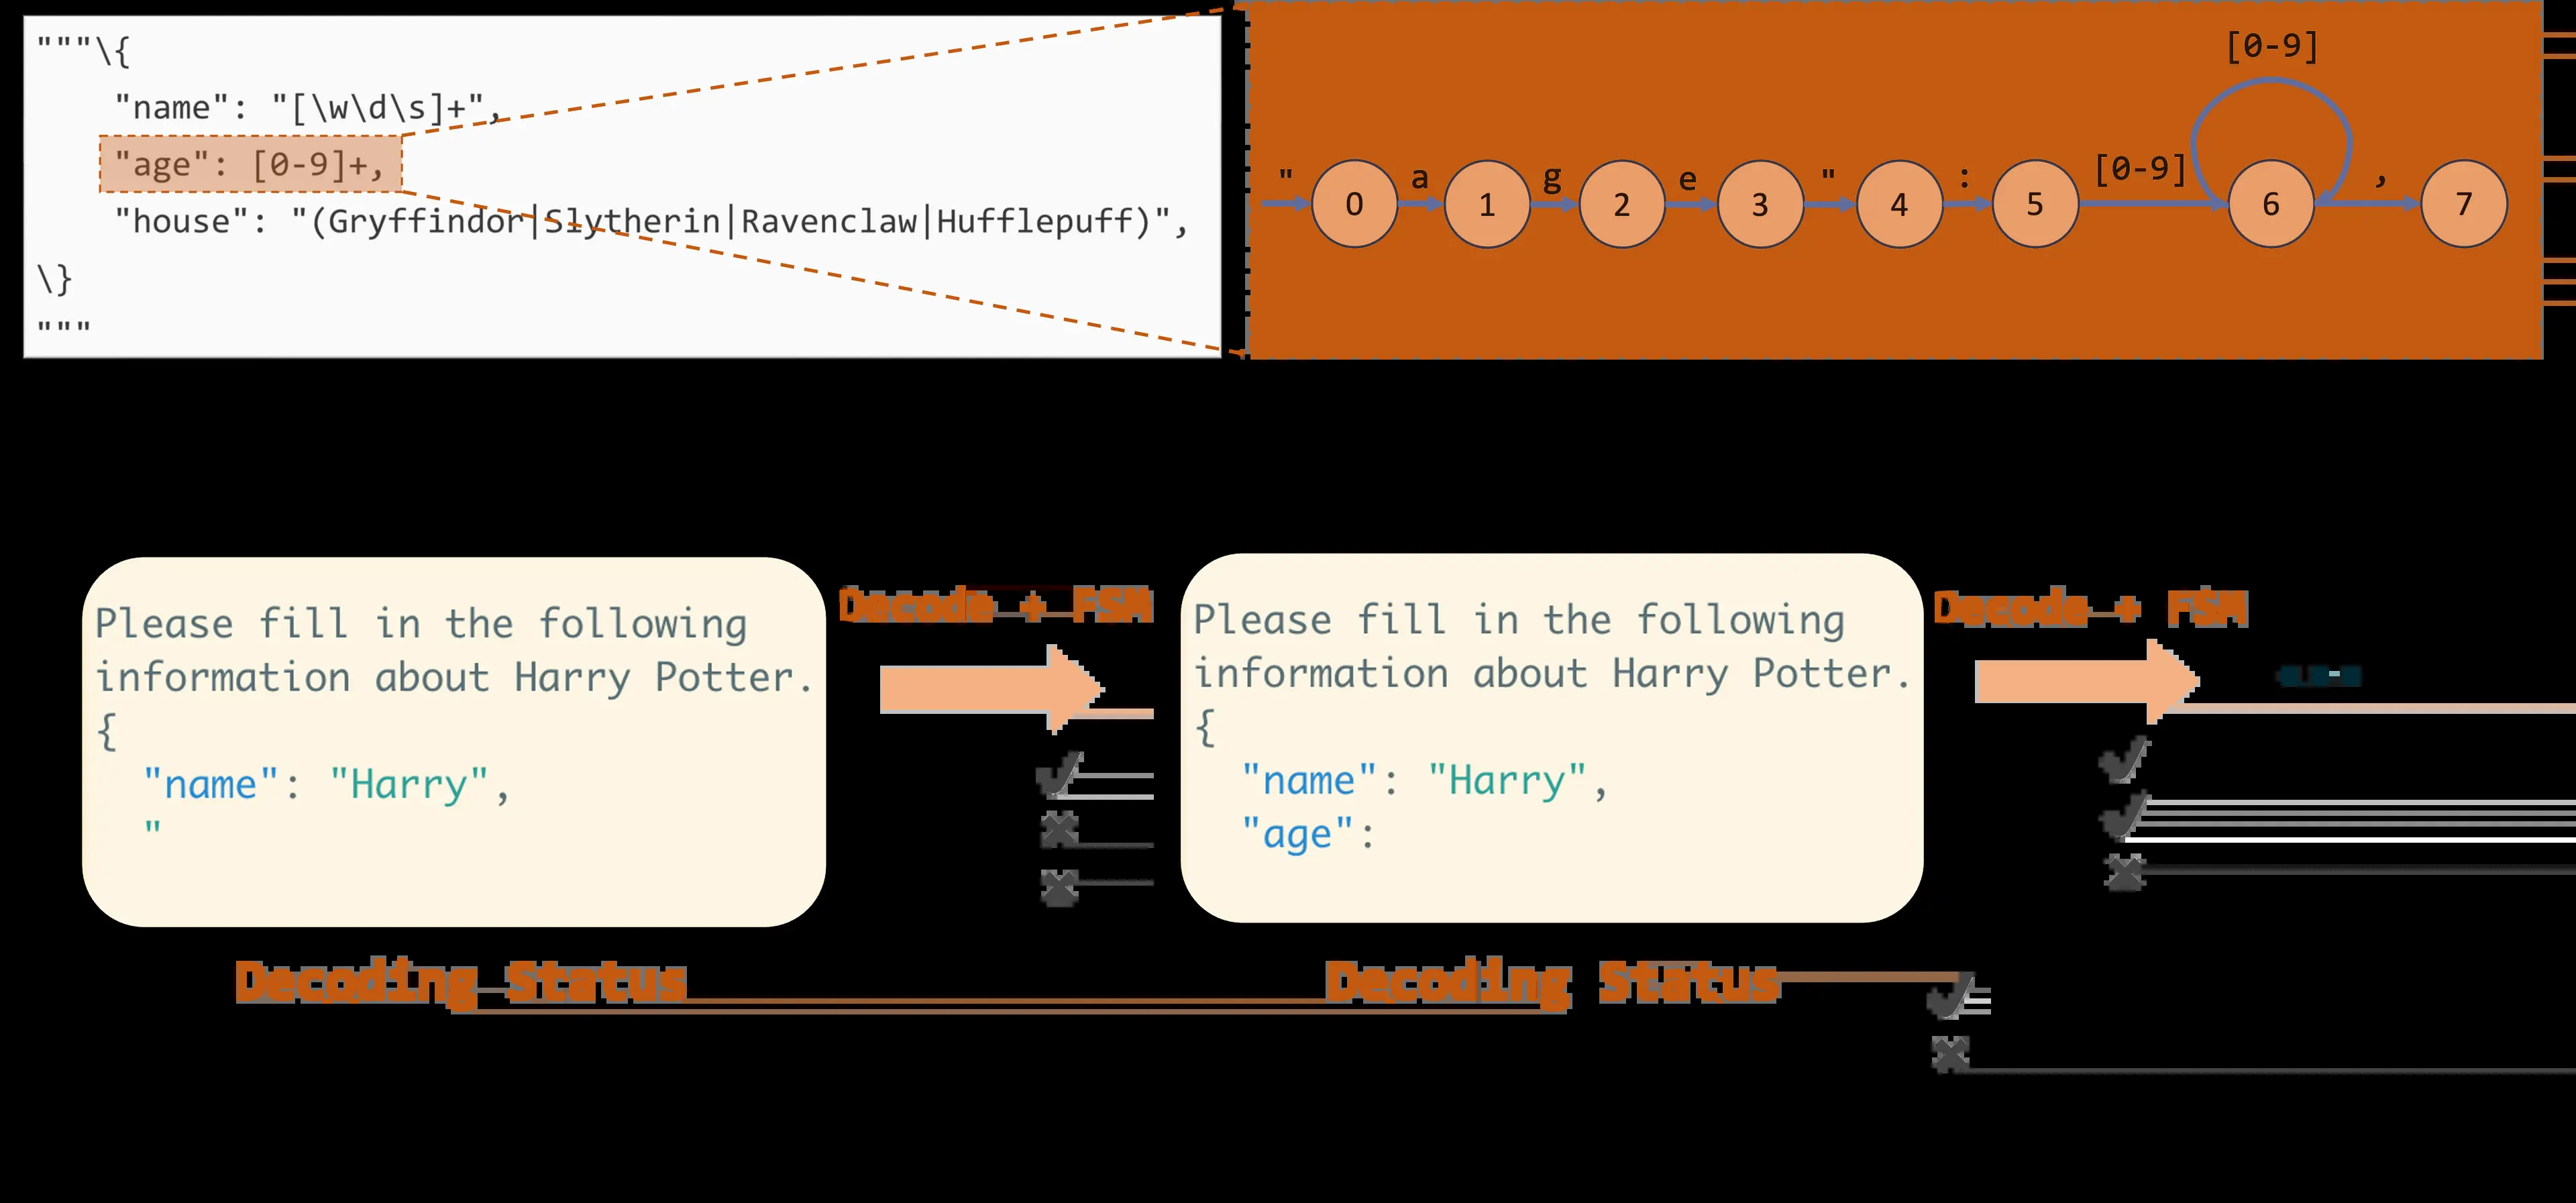 """\{
"name": "[\w\d\s]+",
"age": [0-9]+,
"house": "(Gryffindor|Slytherin|Ravenclaw|Hufflepuff)",
\}
"""
[0-9]
" a g e " : [0-9] ,
0 1 2 3 4 5 6 7
Please fill in the following
information about Harry Potter.
{
"name": "Harry",
"
Decode + FSM
Please fill in the following
information about Harry Potter.
{
"name": "Harry",
"age":
Decode + FSM
Decoding Status
Decoding Status